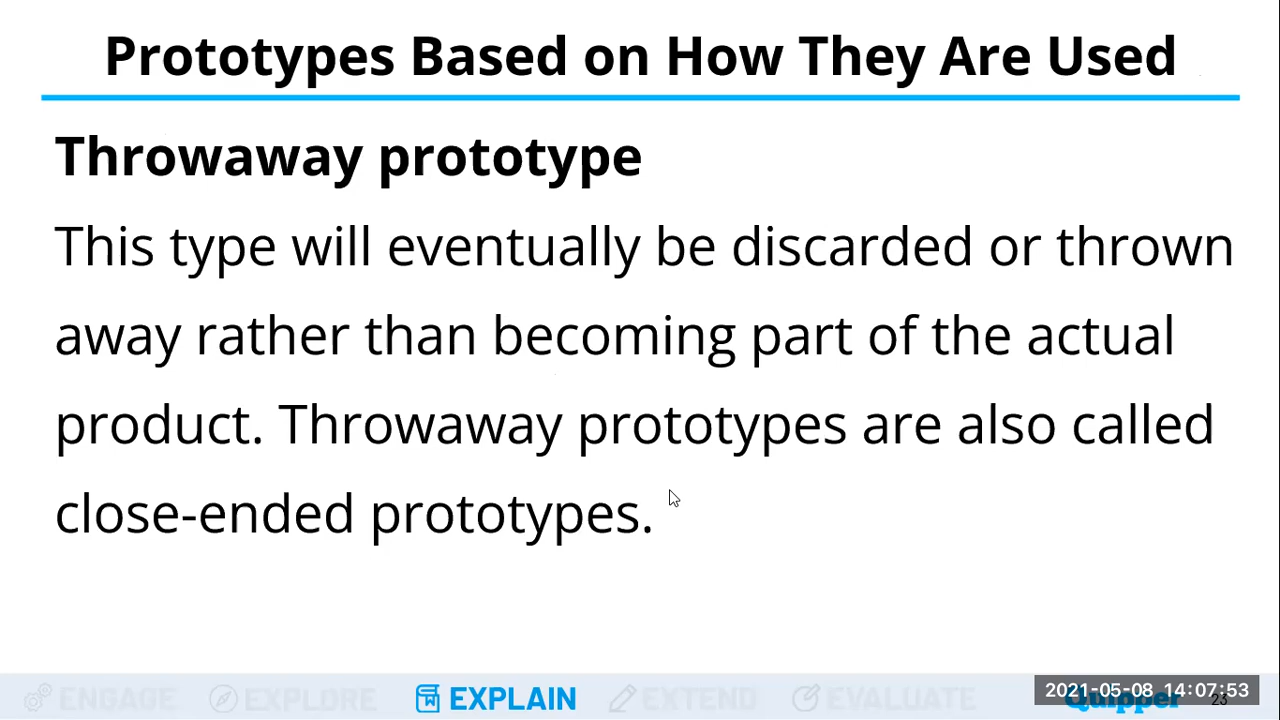 Prototypes Based on How They Are Used
Throwaway prototype
This type will eventually be discarded or thrown
away rather than becoming part of the actual
product. Throwaway prototypes are also called
close-ended prototypes.
ENGAGE EXPLORE EXPLAIN EXTEND EVALUATE Quipper 23
2021-05-08 14:07:53